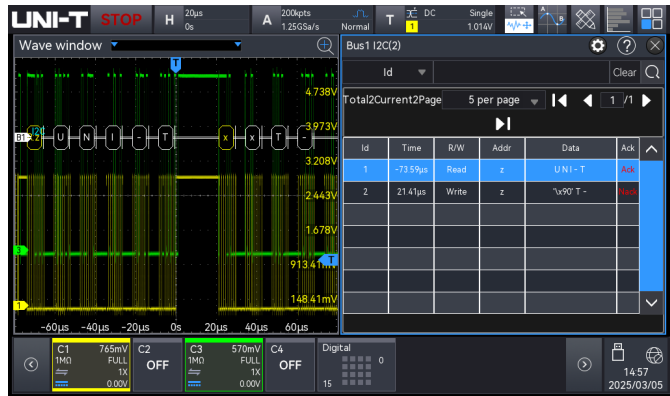 UNI-T STOP H 20μs 0s A 200kpts 1.25GSa/s Normal T DC 1 Single 1.014V
Wave window
Bus1 I2C(2)
Id Clear
Total2Current2Page 5 per page 1 /1
Id Time R/W Addr Data Ack
1 -73.59μs Read z U N I - T Ack
2 21.41μs Write z '\x90' T - Nack
T
4.738V
3.973V
3.208V
2.443V
1.678V
913.41mV
148.41mV
B1 I2C z U N I - T x x T -
3
T
1
-60μs -40μs -20μs 0s 20μs 40μs 60μs
C1 765mV
1MΩ FULL
1X
0.00V
C2
OFF
C3 570mV
1MΩ FULL
1X
0.00V
C4
OFF
Digital
0
15
14:57
2025/03/05